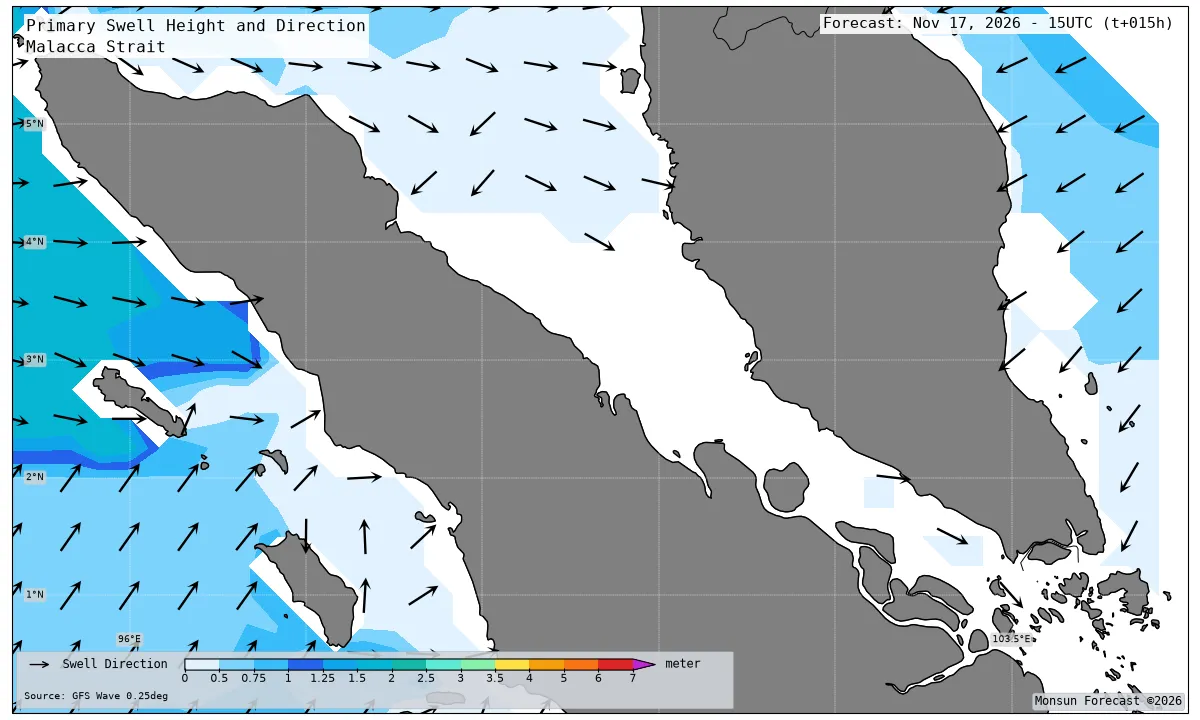 Primary Swell Height and Direction
Malacca Strait
Forecast: Nov 17, 2026 - 15UTC (t+015h)
5°N
4°N
3°N
2°N
1°N
96°E
103.5°E
Swell Direction
meter
0 0.5 0.75 1 1.25 1.5 2 2.5 3 3.5 4 5 6 7
Source: GFS Wave 0.25deg
Monsun Forecast ©2026